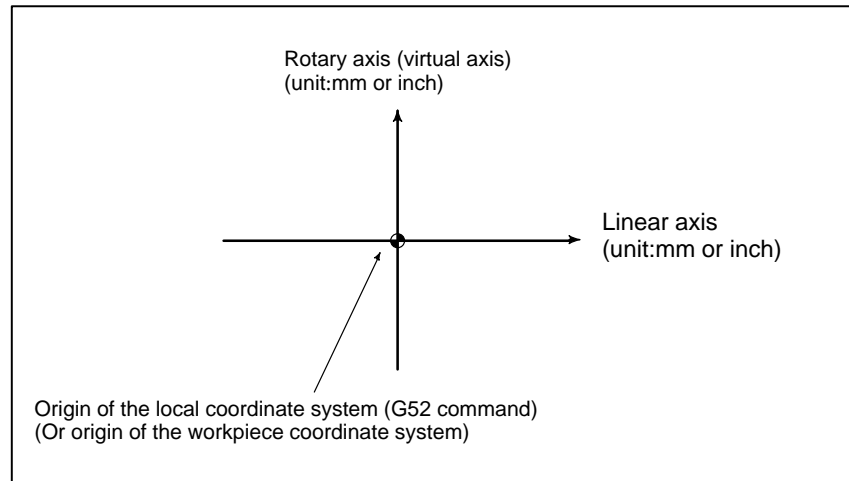 Rotary axis (virtual axis)
(unit:mm or inch)
Linear axis
(unit:mm or inch)
Origin of the local coordinate system (G52 command)
(Or origin of the workpiece coordinate system)